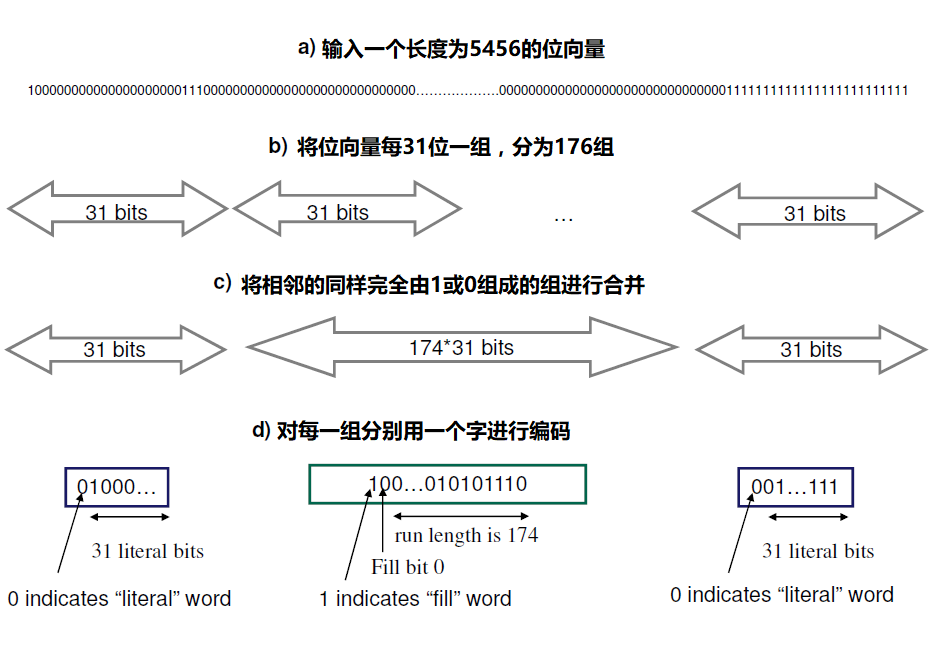 a) 输入一个长度为5456的位向量
10000000000000000000011100000000000000000000000000000……………….00000000000000000000000000000001111111111111111111111111
b) 将位向量每31位一组，分为176组
31 bits 31 bits … 31 bits
c) 将相邻的同样完全由1或0组成的组进行合并
31 bits 174*31 bits 31 bits
d) 对每一组分别用一个字进行编码
01000… 100…010101110 001…111
run length is 174
31 literal bits 31 literal bits
Fill bit 0
0 indicates “literal” word 1 indicates “fill” word 0 indicates “literal” word